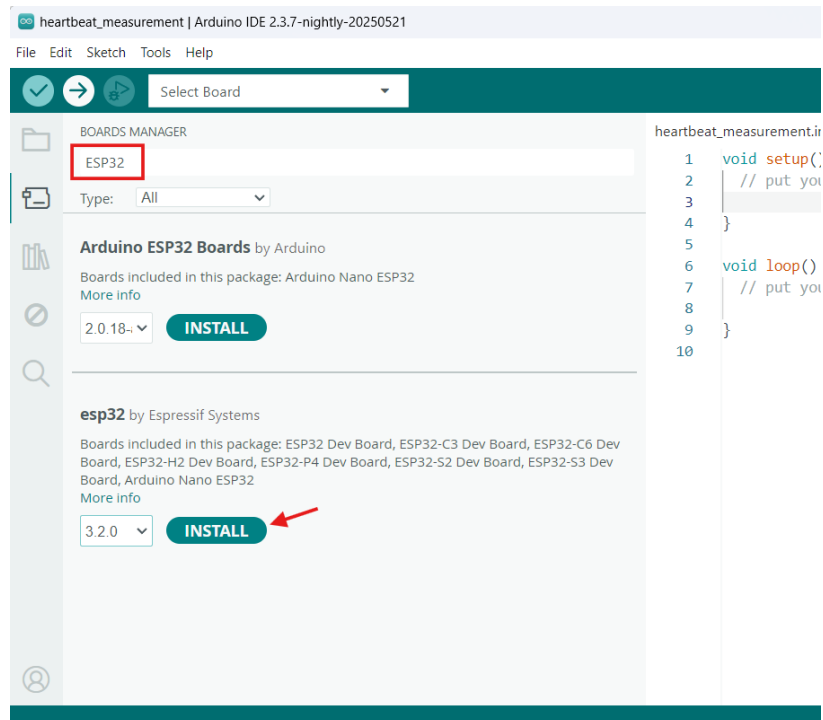 heartbeat_measurement | Arduino IDE 2.3.7-nightly-20250521
File Edit Sketch Tools Help
Select Board
BOARDS MANAGER
ESP32
Type: All
Arduino ESP32 Boards by Arduino
Boards included in this package: Arduino Nano ESP32
More info
2.0.18-
INSTALL
esp32 by Espressif Systems
Boards included in this package: ESP32 Dev Board, ESP32-C3 Dev Board, ESP32-C6 Dev
Board, ESP32-H2 Dev Board, ESP32-P4 Dev Board, ESP32-S2 Dev Board, ESP32-S3 Dev
Board, Arduino Nano ESP32
More info
3.2.0
INSTALL
heartbeat_measurement.i
1 void setup()
2 // put you
3
4 }
5
6 void loop()
7 // put you
8
9 }
10